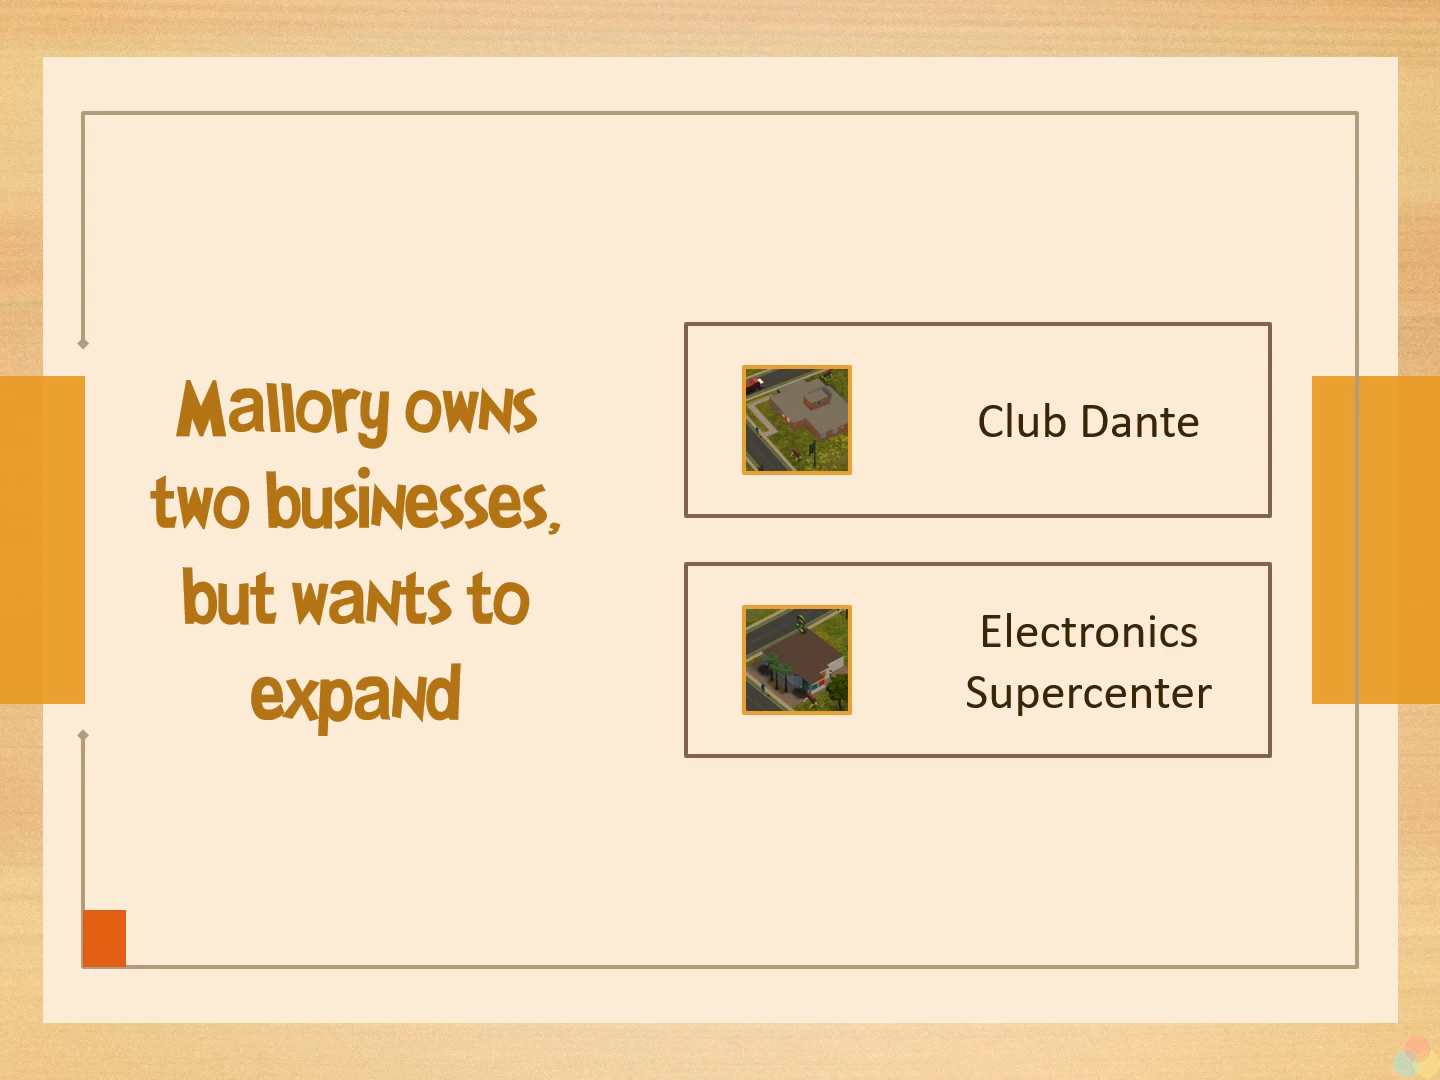 Mallory owns
two businesses,
but wants to
expand
Club Dante
Electronics
Supercenter